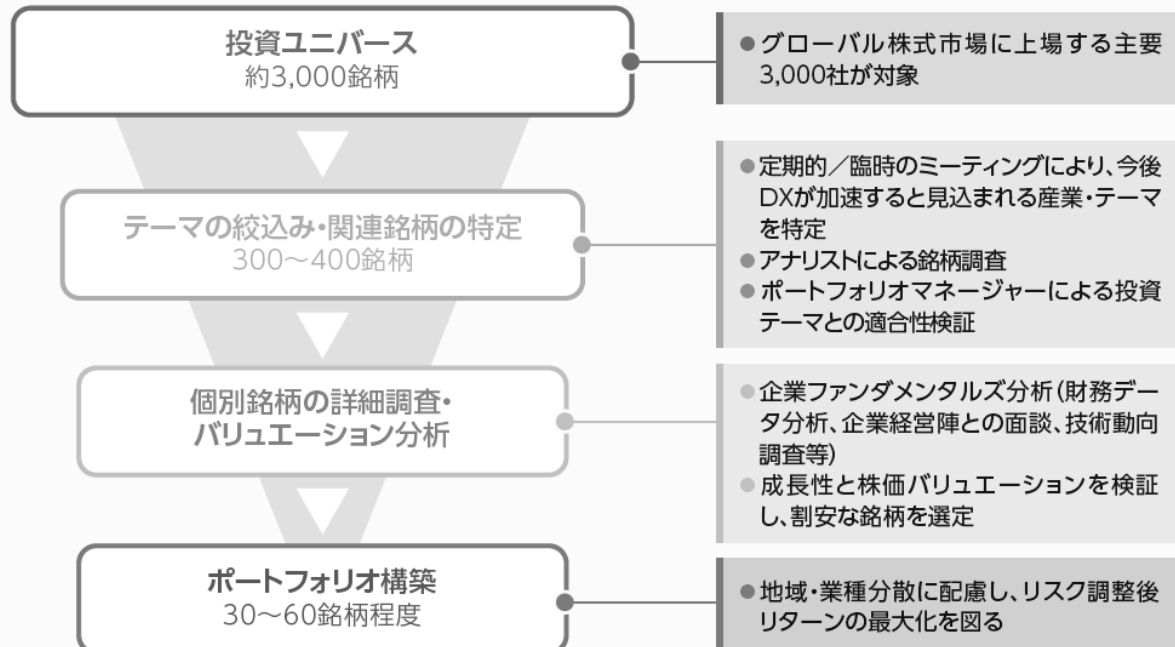 投資ユニバース
約3,000銘柄
●グローバル株式市場に上場する主要
3,000社が対象
テーマの絞込み・関連銘柄の特定
300～400銘柄
●定期的／臨時のミーティングにより、今後
DXが加速すると見込まれる産業・テーマ
を特定
●アナリストによる銘柄調査
●ポートフォリオマネージャーによる投資
テーマとの適合性検証
個別銘柄の詳細調査・
バリュエーション分析
●企業ファンダメンタルズ分析（財務デー
タ分析、企業経営陣との面談、技術動向
調査等）
●成長性と株価バリュエーションを検証
し、割安な銘柄を選定
ポートフォリオ構築
30～60銘柄程度
●地域・業種分散に配慮し、リスク調整後
リターンの最大化を図る